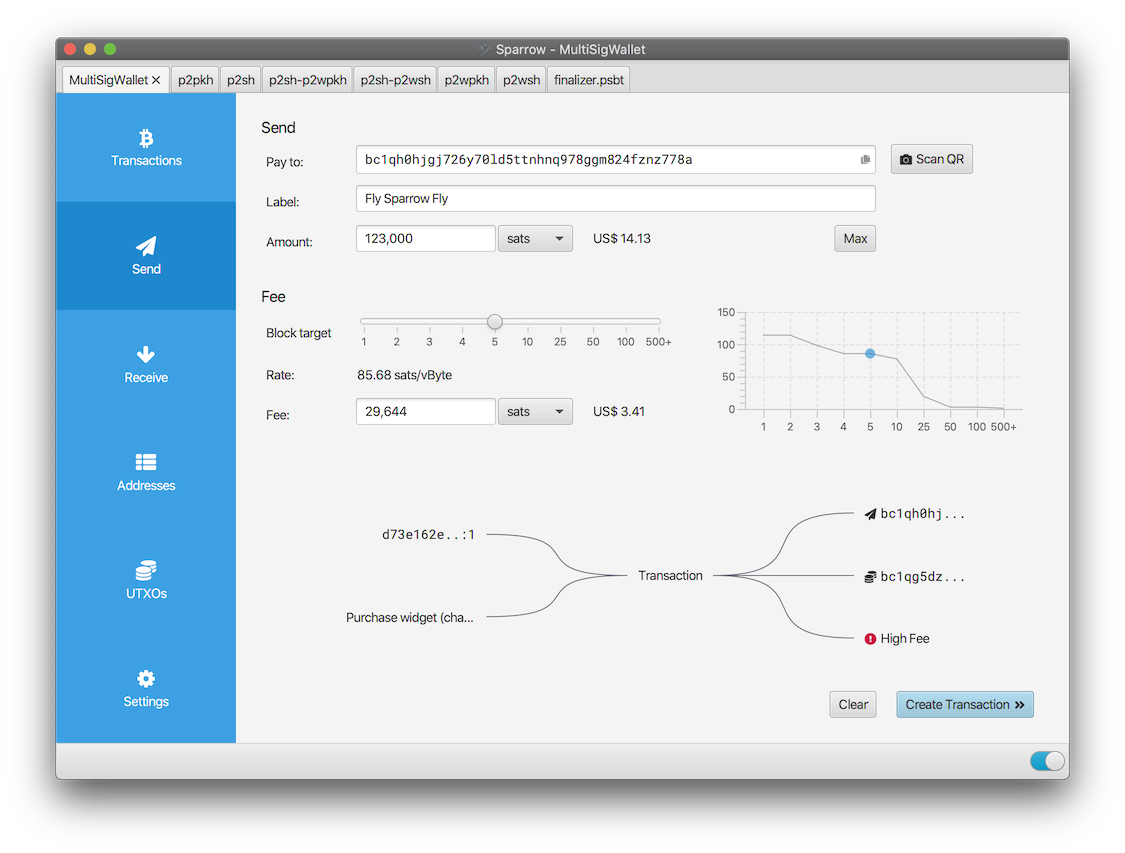 Sparrow - MultiSigWallet
MultiSigWallet ✕ p2pkh p2sh p2sh-p2wpkh p2sh-p2wsh p2wpkh p2wsh finalizer.psbt
Transactions
Send
Receive
Addresses
UTXOs
Settings
Send
Pay to: bc1qh0hjgj726y70ld5ttnhnq978ggm824fznz778a Scan QR
Label: Fly Sparrow Fly
Amount: 123,000 sats US$ 14.13 Max
Fee
Block target
1 2 3 4 5 10 25 50 100 500+
Rate: 85.68 sats/vByte
Fee: 29,644 sats US$ 3.41
150
100
50
0
1 2 3 4 5 10 25 50 100 500+
d73e162e..:1
Purchase widget (cha...
Transaction
bc1qh0hj...
bc1qg5dz...
High Fee
Clear Create Transaction »